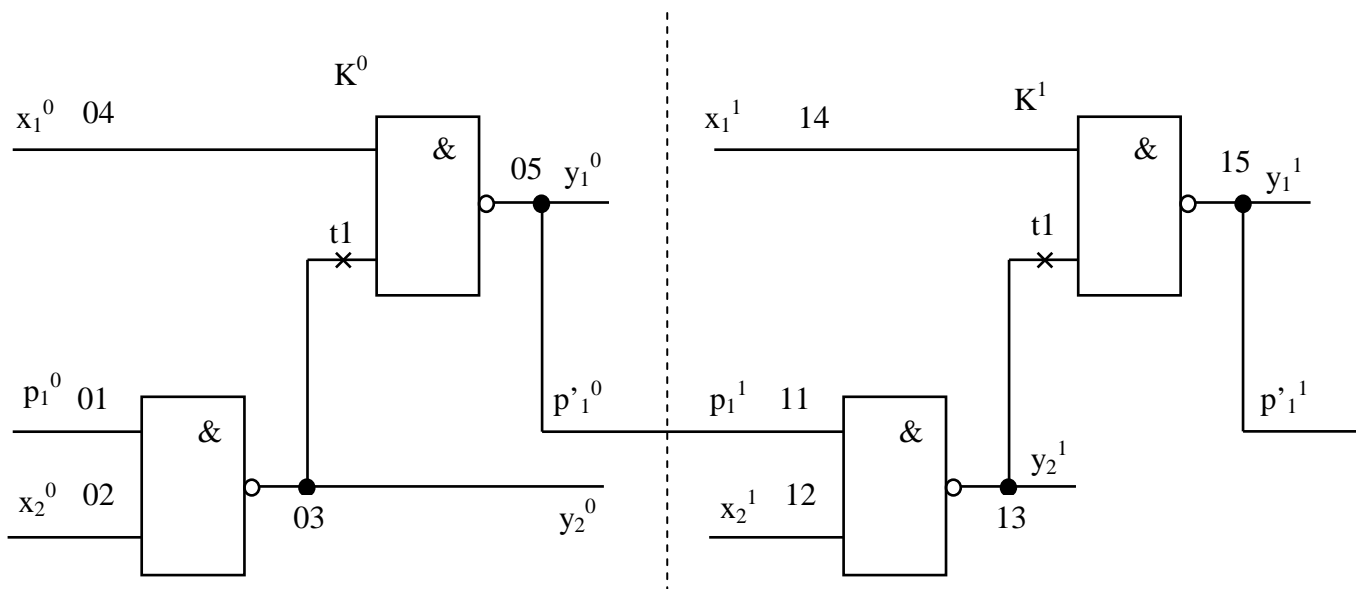 K⁰
x₁⁰ 04
&
05 y₁⁰
t1
p₁⁰ 01
&
p’₁⁰
x₂⁰ 02
03
y₂⁰
K¹
x₁¹ 14
&
15 y₁¹
t1
p₁¹ 11
&
p’₁¹
y₂¹
x₂¹ 12
13